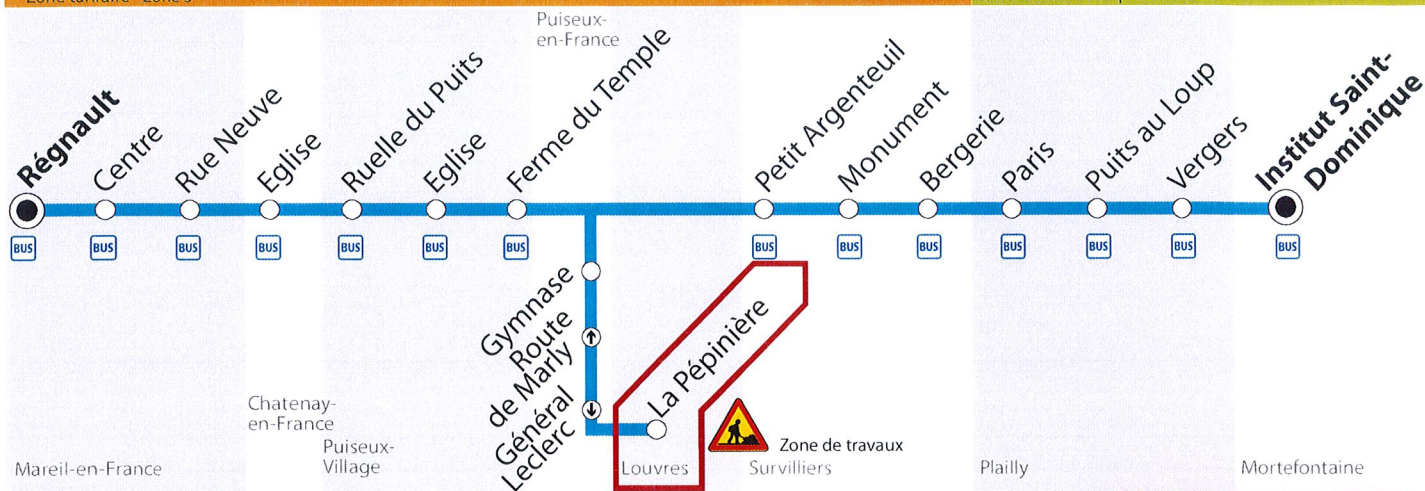 Zone tarifaire
Puiseux-
en-France
Régnault
Centre
Rue Neuve
Eglise
Ruelle du Puits
Eglise
Ferme du Temple
Petit Argenteuil
Monument
Bergerie
Paris
Puits au Loup
Vergers
Institut Saint-
Dominique
BUS
BUS
BUS
BUS
BUS
BUS
BUS
BUS
BUS
BUS
BUS
BUS
BUS
BUS
Gymnase
Route
de Marly
Général
Leclerc
La Pépinière
Zone de travaux
Mareil-en-France
Chatenay-
en-France
Puiseux-
Village
Louvres
Survilliers
Plailly
Mortefontaine